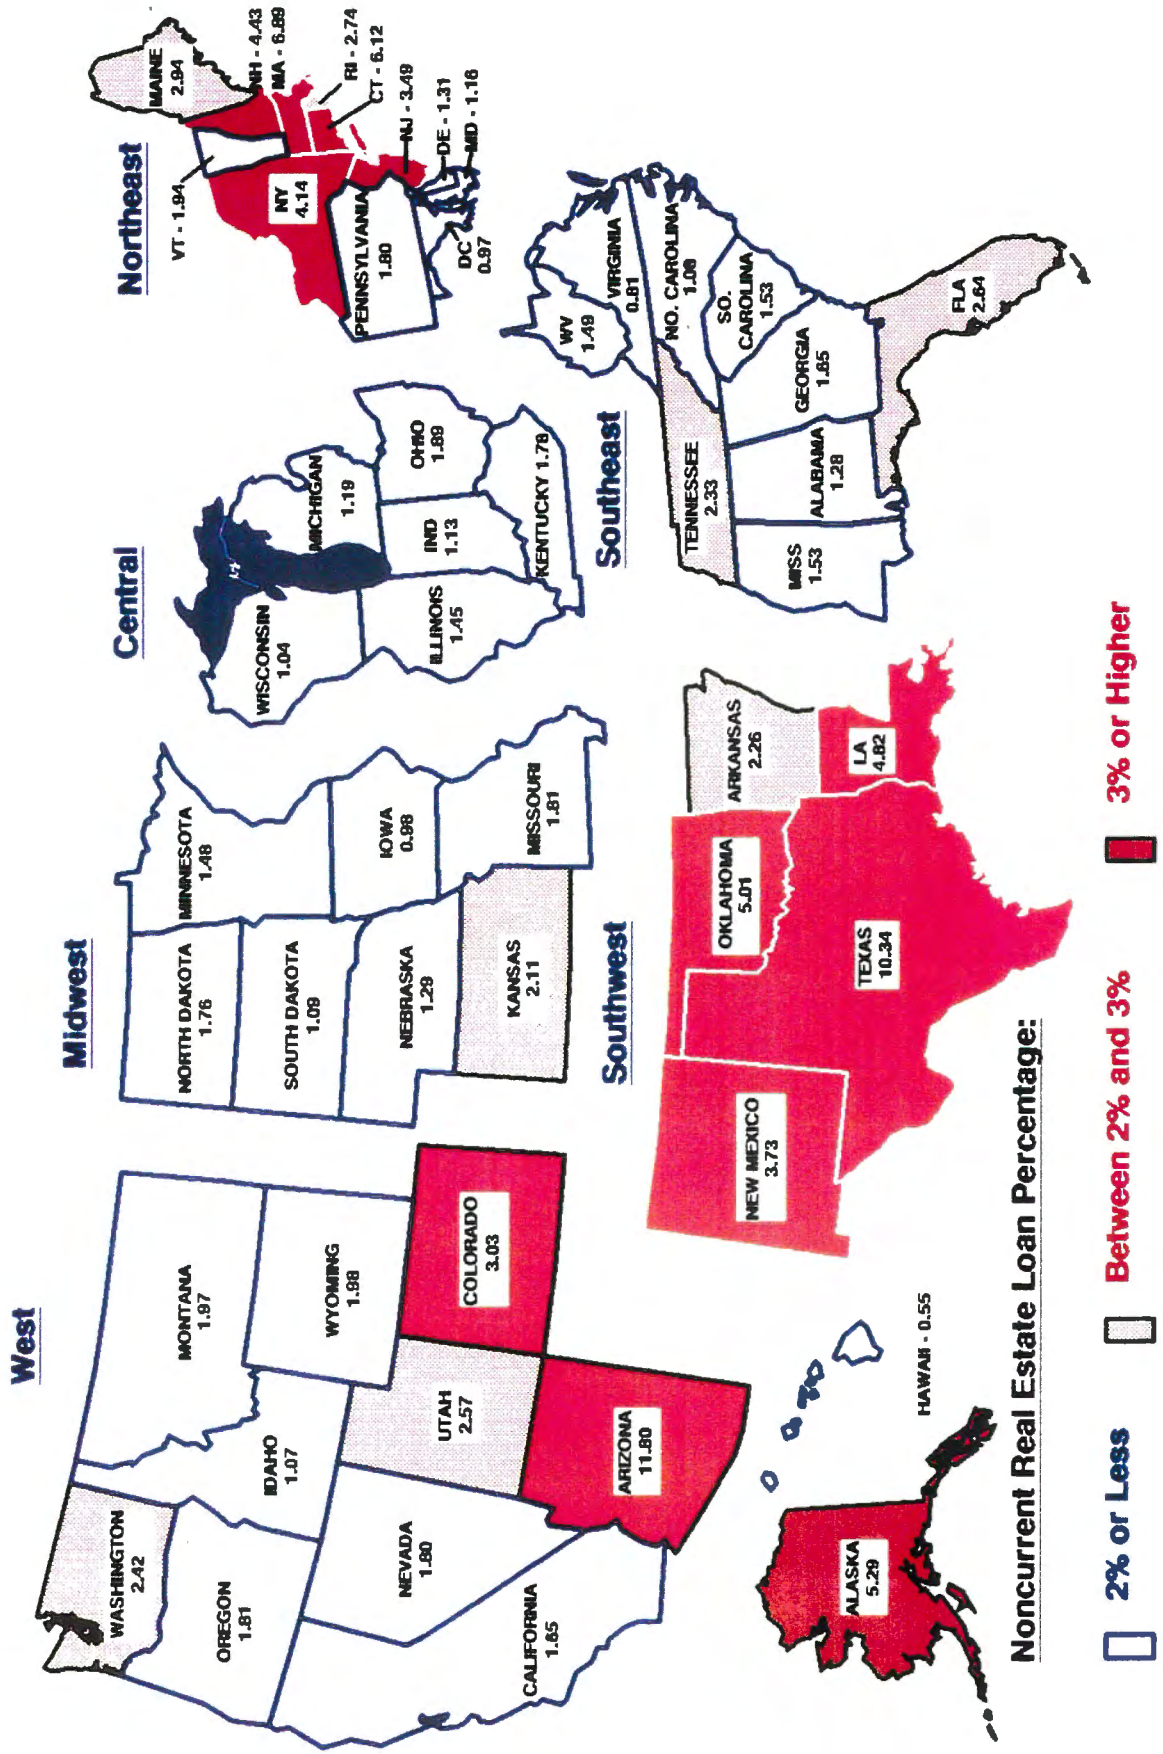 West
WASHINGTON
2.42
OREGON
1.81
IDAHO
1.07
MONTANA
1.97
WYOMING
1.98
NEVADA
1.80
CALIFORNIA
1.65
UTAH
2.57
COLORADO
3.03
ARIZONA
11.80
ALASKA
5.29
HAWAII - 0.55
Midwest
NORTH DAKOTA
1.76
MINNESOTA
1.48
SOUTH DAKOTA
1.09
NEBRASKA
1.29
IOWA
0.98
KANSAS
2.11
MISSOURI
1.81
Central
WISCONSIN
1.04
MICHIGAN
1.19
ILLINOIS
1.45
IND
1.13
OHIO
1.89
KENTUCKY 1.78
Northeast
MAINE
2.94
VT - 1.94
NH - 4.43
MA - 6.89
NY
4.14
RI - 2.74
CT - 6.12
PENNSYLVANIA
1.80
NJ - 3.49
DE - 1.31
MD - 1.16
DC
0.97
Southwest
NEW MEXICO
3.73
OKLAHOMA
5.01
TEXAS
10.34
ARKANSAS
2.26
LA
4.82
Southeast
WV
1.49
VIRGINIA
0.81
TENNESSEE
2.33
NO. CAROLINA
1.08
SO.
CAROLINA
1.53
MISS
1.53
ALABAMA
1.28
GEORGIA
1.65
FLA
2.64
Noncurrent Real Estate Loan Percentage:
2% or Less
Between 2% and 3%
3% or Higher